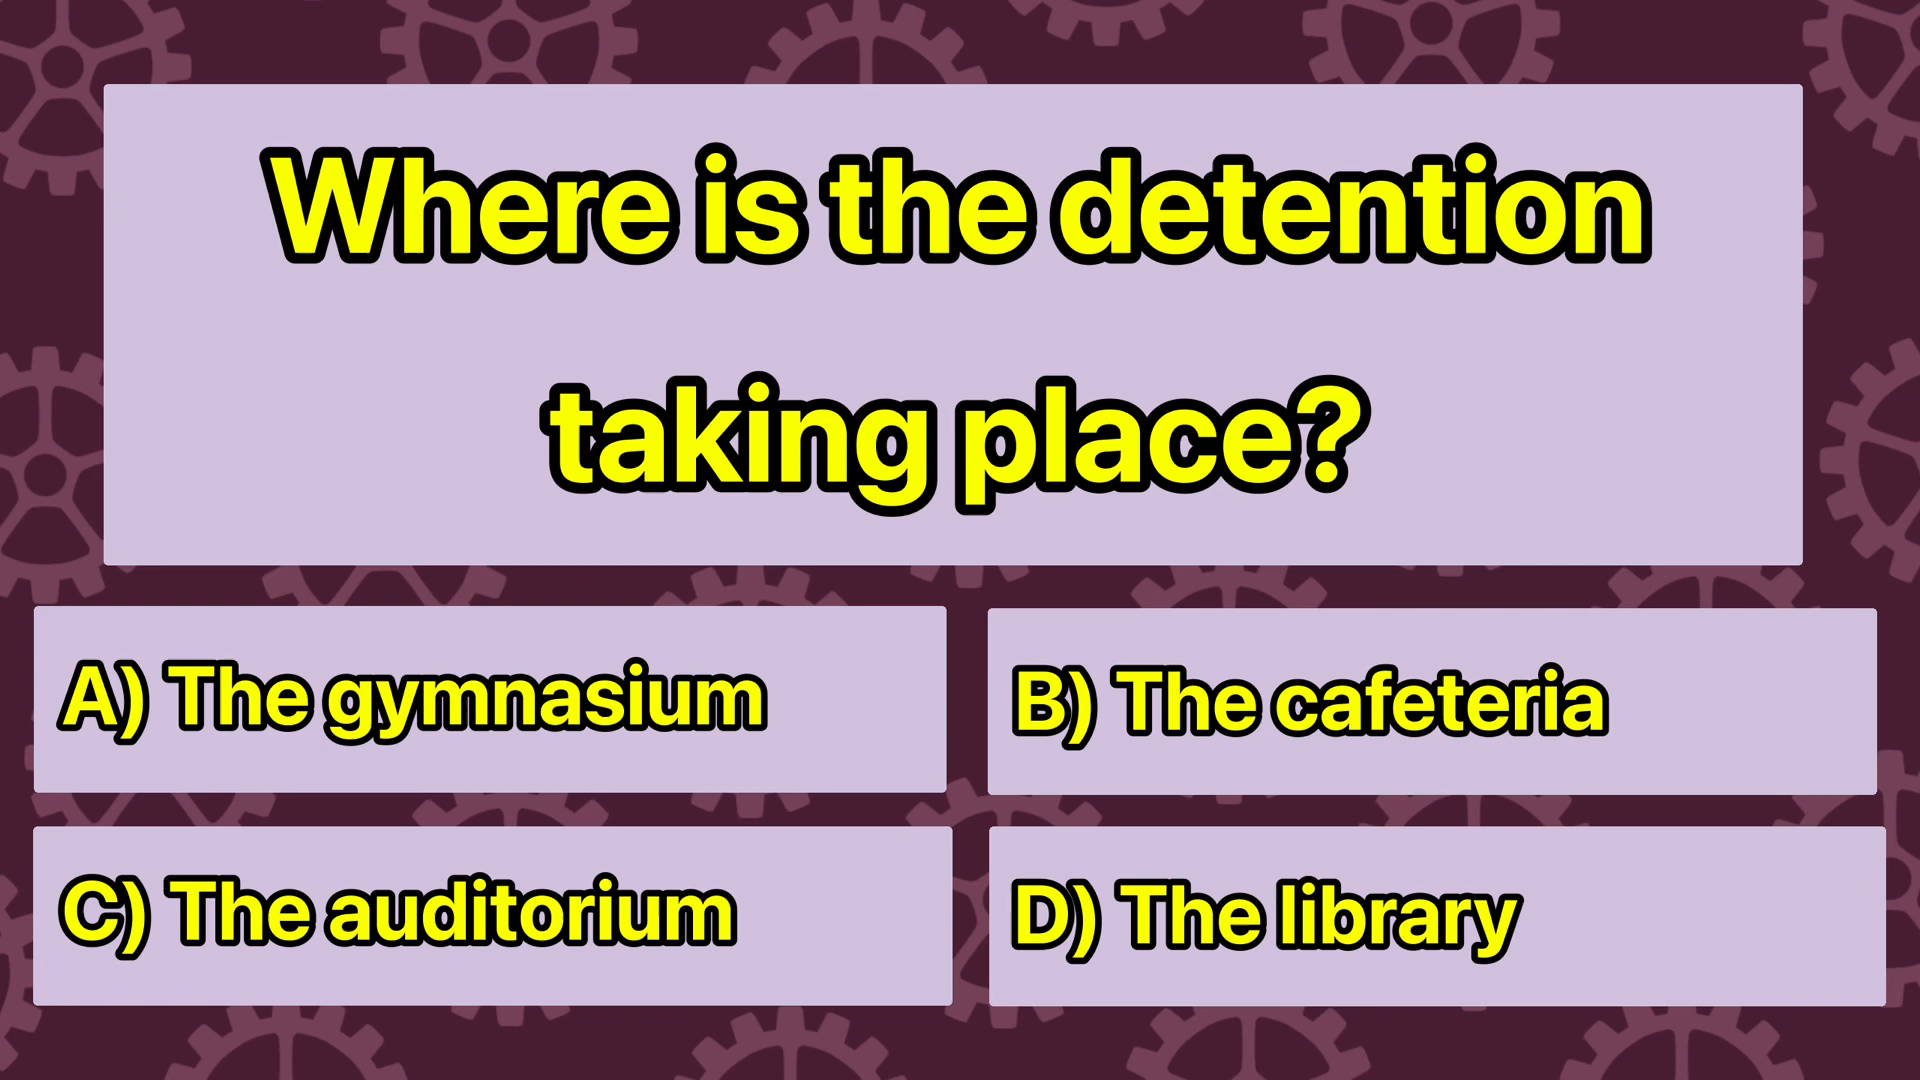 Where is the detention
taking place?
A) The gymnasium
B) The cafeteria
C) The auditorium
D) The library